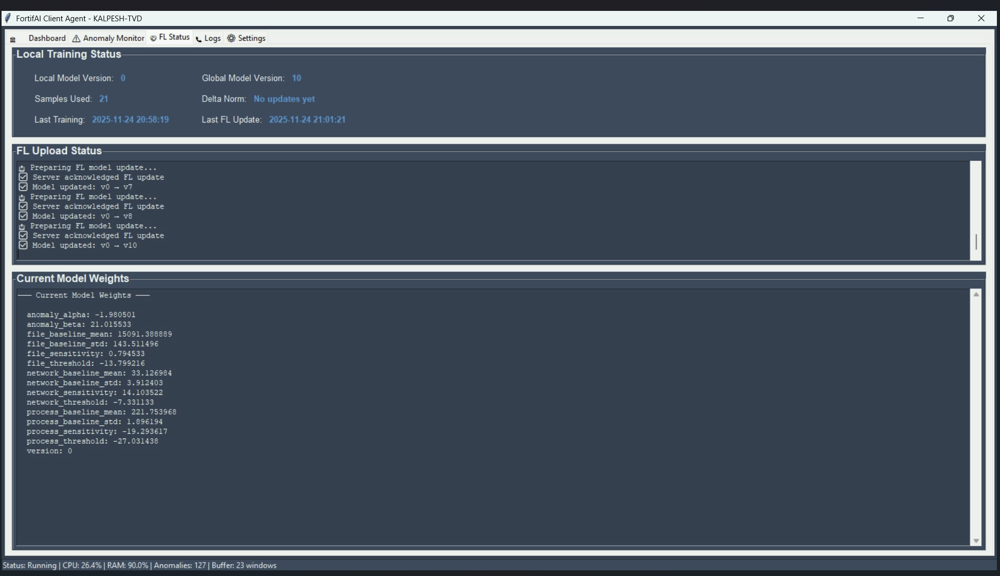 FortifAI Client Agent - KALPESH-TVD
Dashboard Anomaly Monitor FL Status Logs Settings
Local Training Status
Local Model Version: 0 Global Model Version: 10
Samples Used: 21 Delta Norm: No updates yet
Last Training: 2025-11-24 20:58:19 Last FL Update: 2025-11-24 21:01:21
FL Upload Status
Preparing FL model update...
Server acknowledged FL update
Model updated: v0 → v7
Preparing FL model update...
Server acknowledged FL update
Model updated: v0 → v8
Preparing FL model update...
Server acknowledged FL update
Model updated: v0 → v10
Current Model Weights
─── Current Model Weights ───
anomaly_alpha: -1.980501
anomaly_beta: 21.015533
file_baseline_mean: 15091.388889
file_baseline_std: 143.511496
file_sensitivity: 0.794533
file_threshold: -13.799216
network_baseline_mean: 33.126984
network_baseline_std: 3.912403
network_sensitivity: 14.103522
network_threshold: -7.331133
process_baseline_mean: 221.753968
process_baseline_std: 1.896194
process_sensitivity: -19.293617
process_threshold: -27.031438
version: 0
Status: Running | CPU: 26.4% | RAM: 90.0% | Anomalies: 127 | Buffer: 23 windows